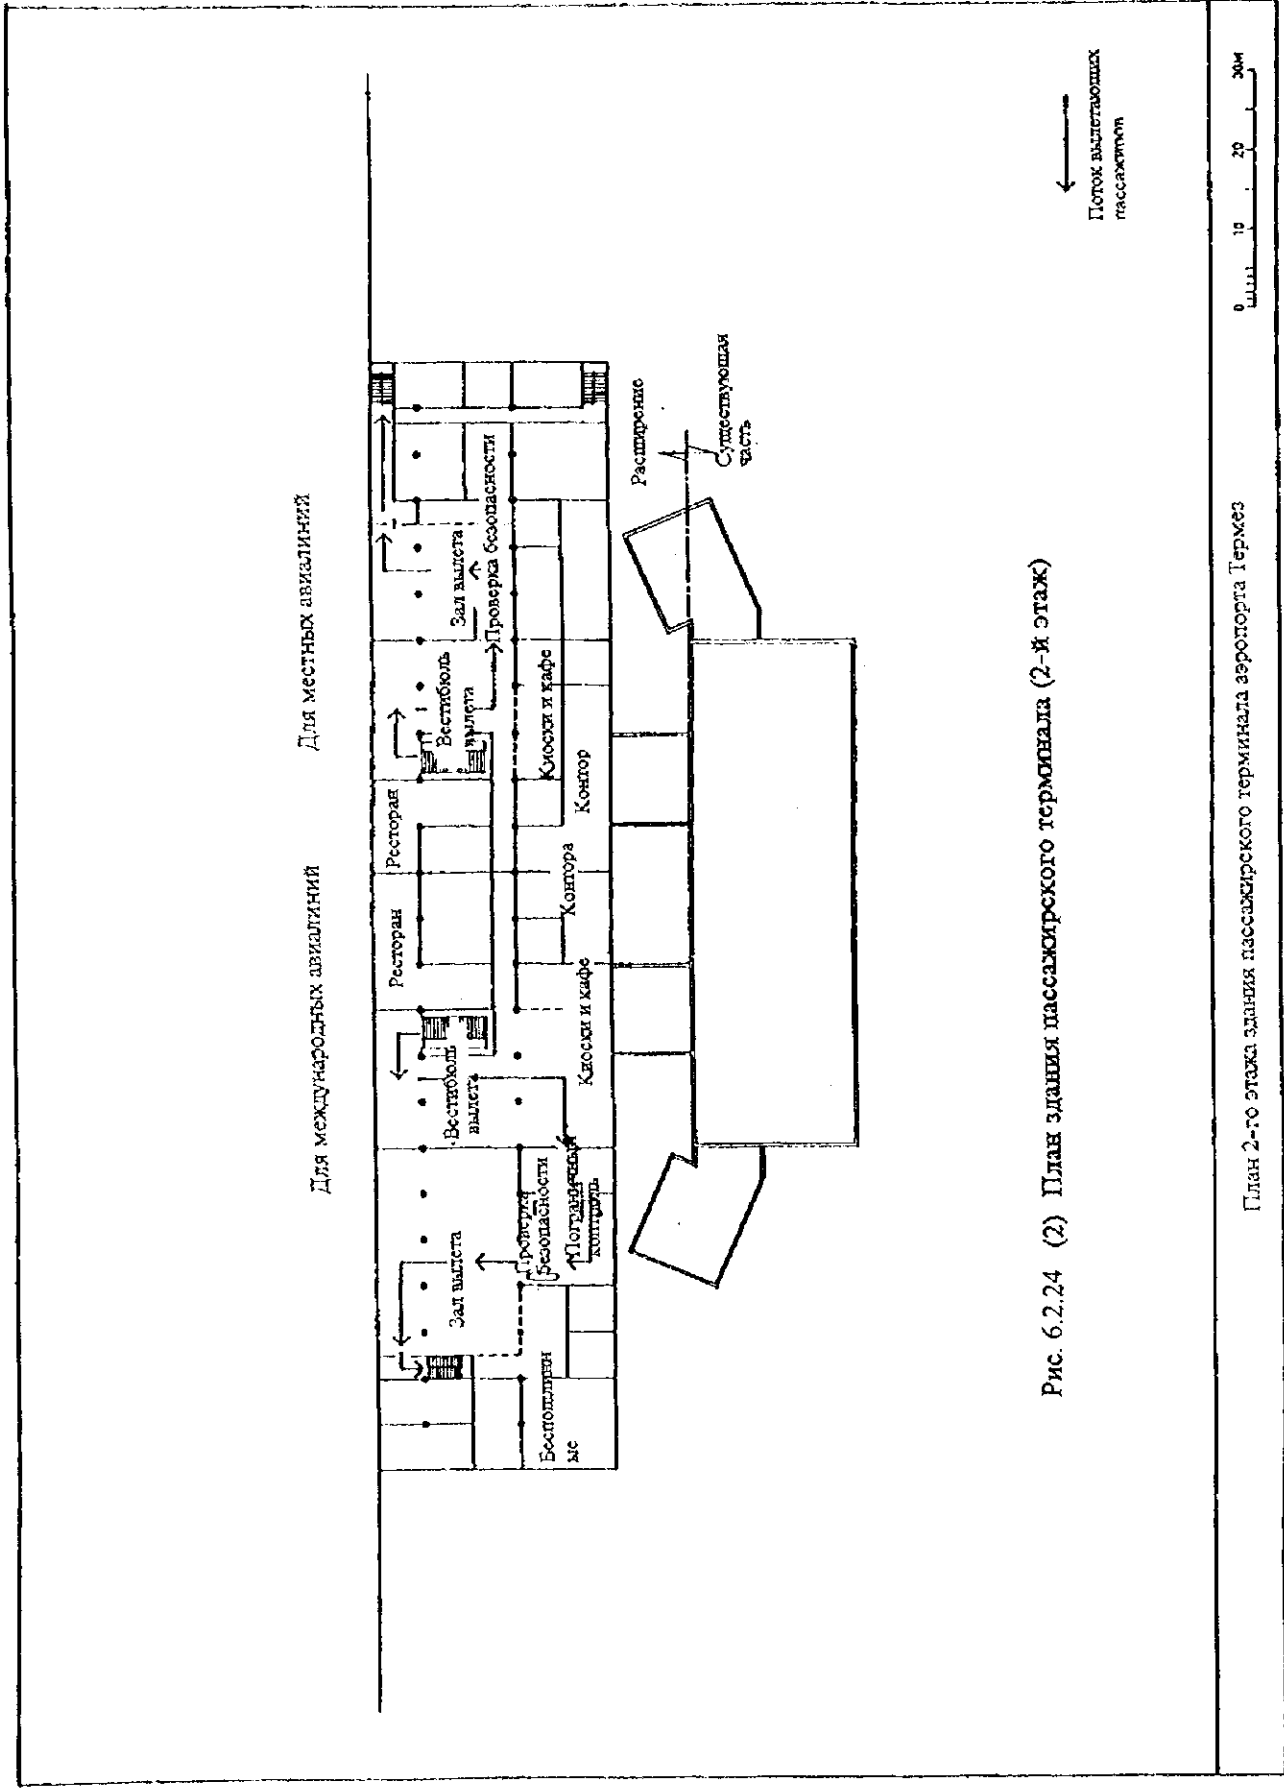 Для международных авиалиний
Для местных авиалиний
Ресторан
Ресторан
Вестибюль
вылета
Вестибюль
вылета
Зал вылета
Зал вылета
Проверка
безопасности
Проверка безопасности
Пограничный
контроль
Беспошлинн
ые
Киоски и кафе
Контора
Контор
Киоски и кафе
Расширение
Существующая
часть
Поток вылетающих
пассажиров
Рис. 6.2.24 (2) План здания пассажирского терминала (2-й этаж)
План 2-го этажа здания пассажирского терминала аэропорта Термез
0 10 20 30м